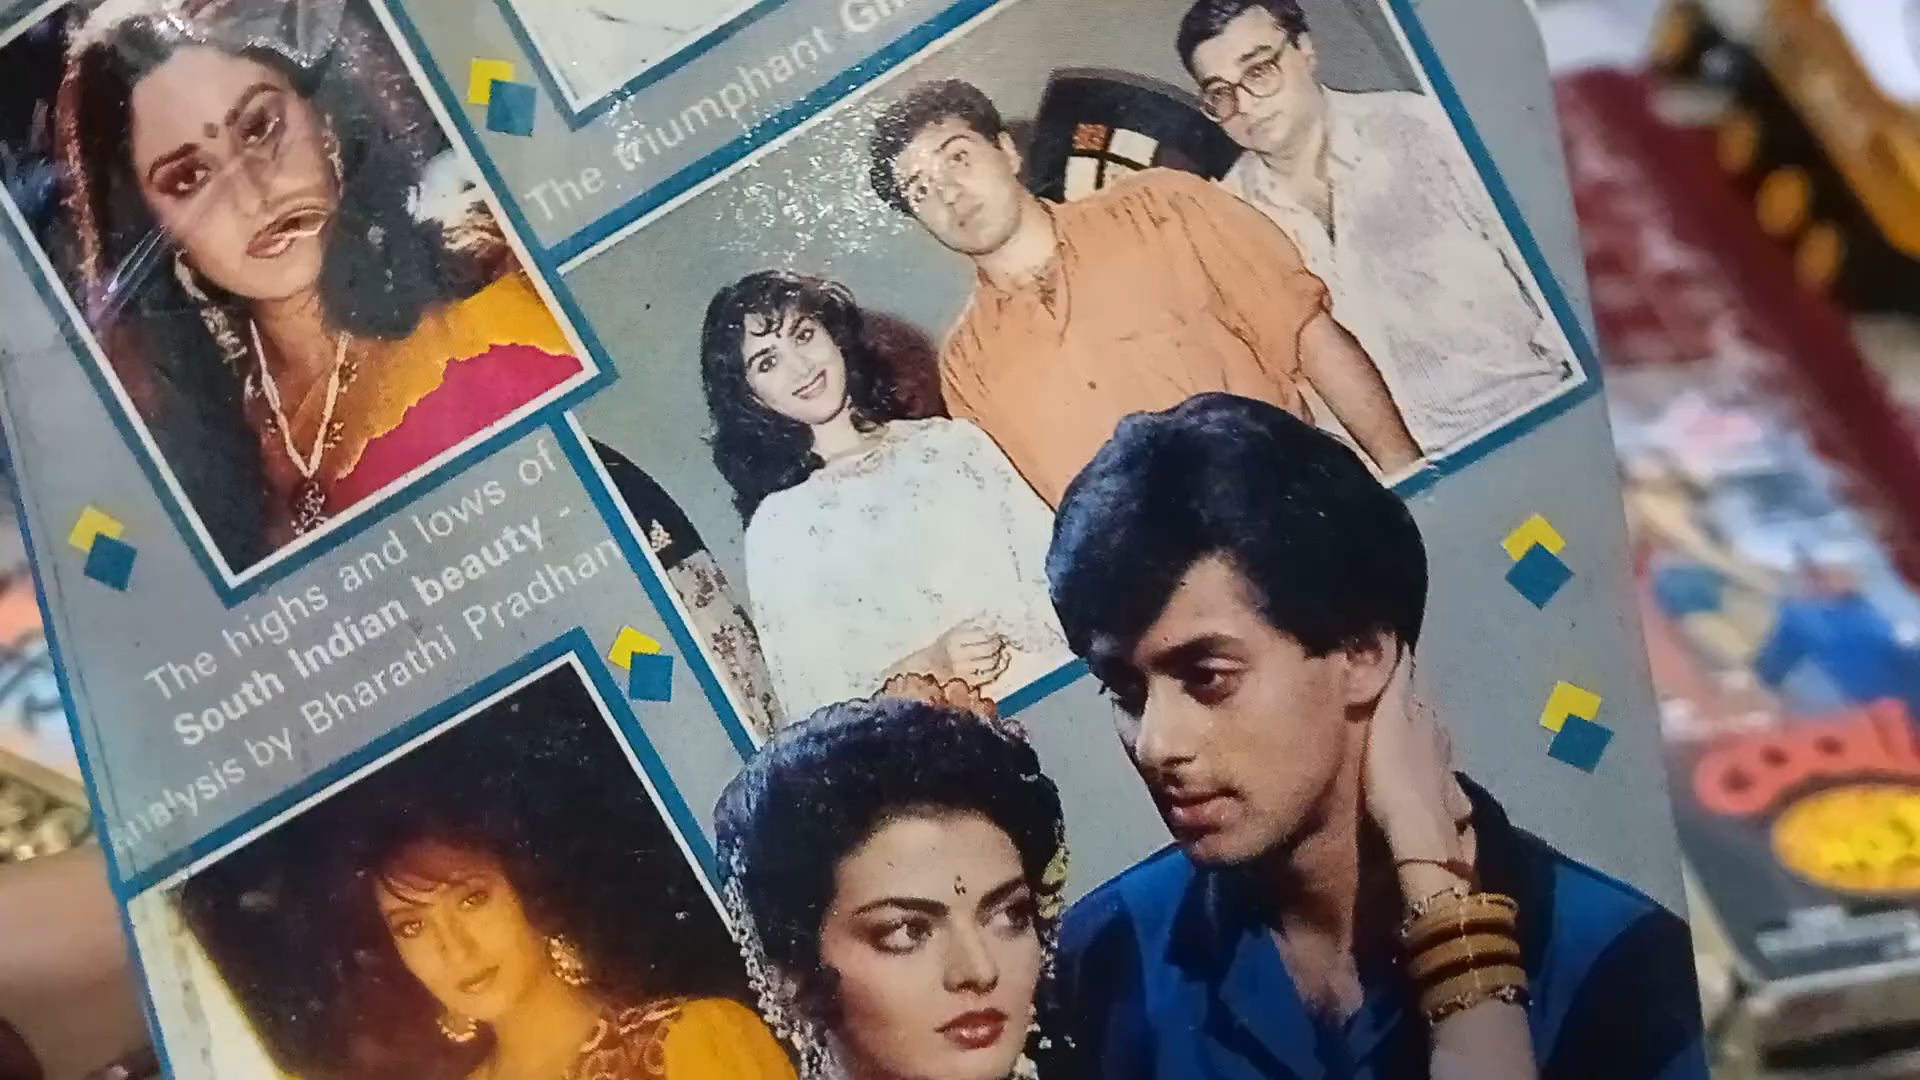 The triumphant
The highs and lows of
South Indian beauty -
analysis by Bharathi Pradhan